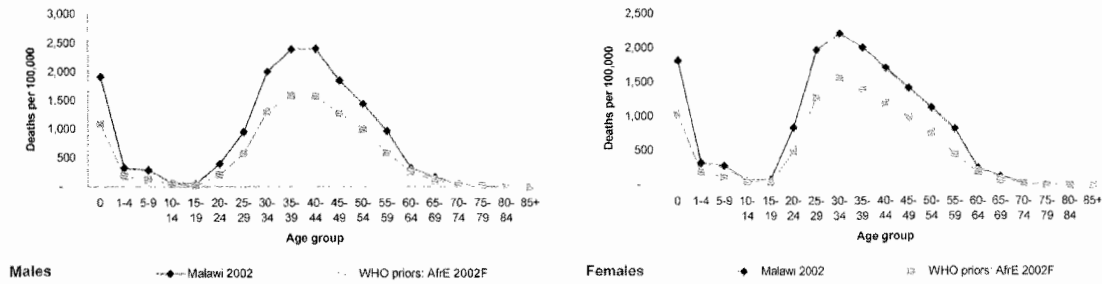 3,000
2,500
2,000
1,500
1,000
500
-
Deaths per 100,000
0 1-4 5-9 10- 15- 20- 25- 30- 35- 40- 45- 50- 55- 60- 65- 70- 75- 80- 85+
14 19 24 29 34 39 44 49 54 59 64 69 74 79 84
Age group
Males
Malawi 2002
WHO priors: AfrE 2002F
2,500
2,000
1,500
1,000
500
-
Deaths per 100,000
0 1-4 5-9 10- 15- 20- 25- 30- 35- 40- 45- 50- 55- 60- 65- 70- 75- 80- 85+
14 19 24 29 34 39 44 49 54 59 64 69 74 79 84
Age group
Females
Malawi 2002
WHO priors: AfrE 2002F